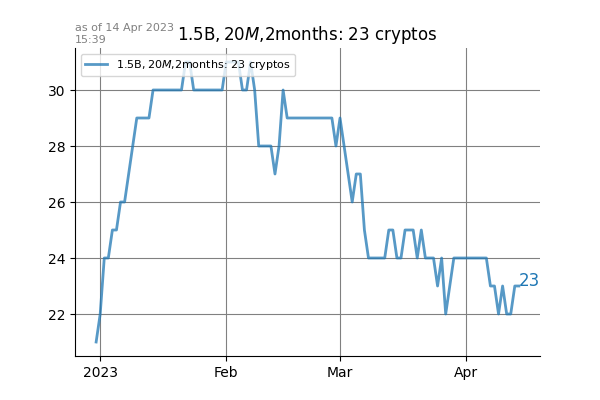 as of 14 Apr 2023
15:39
1.5B, 20M,2months: 23 cryptos
1.5B, 20M,2months: 23 cryptos
30
28
26
24
22
23
2023
Feb
Mar
Apr